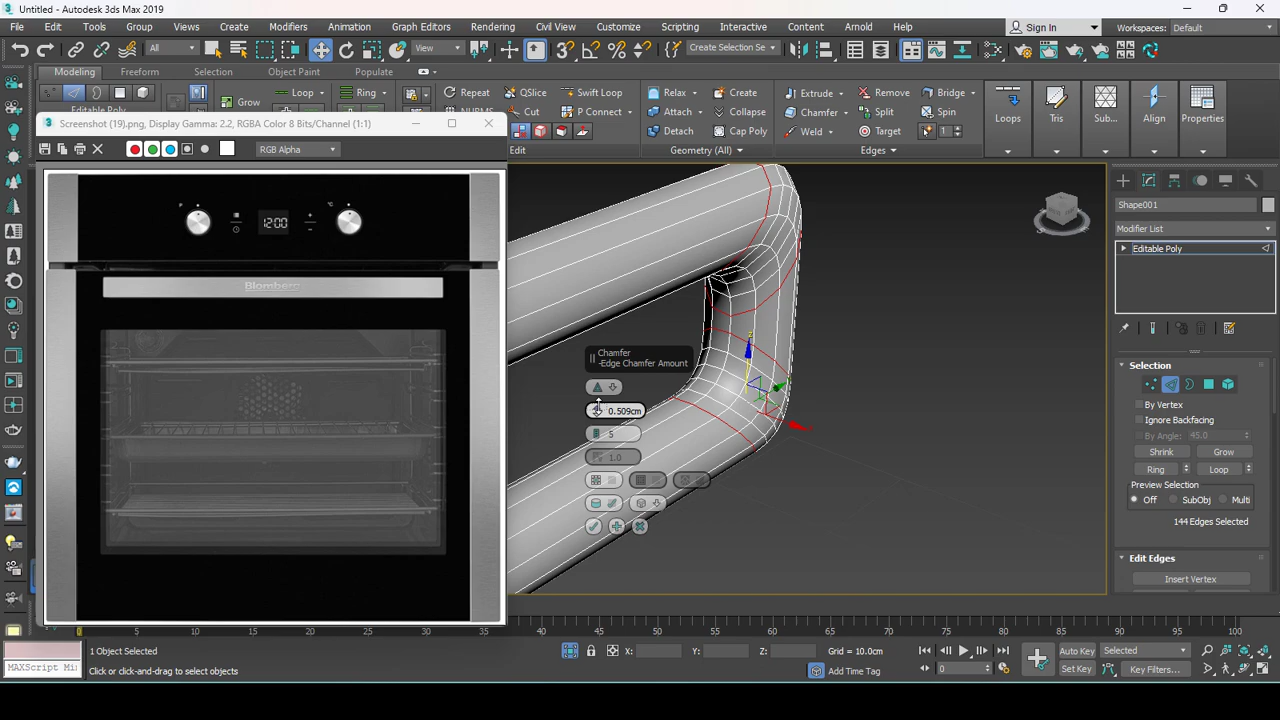 Untitled - Autodesk 3ds Max 2019
File Edit Tools Group Views Create Modifiers Animation Graph Editors Rendering Civil View Customize Scripting Interactive Content Arnold Help Sign In Workspaces: Default
All View Create Selection Se
Modeling Freeform Selection Object Paint Populate
Grow Loop Ring Repeat QSlice Swift Loop Relax Create Extrude Bridge
Cut P Connect Attach Collapse Chamfer Split Spin
Detach Cap Poly Weld Target 1
Loops Tris Sub... Align Properties
Edit Geometry (All) Edges
Screenshot (19).png, Display Gamma: 2.2, RGBA Color 8 Bits/Channel (1:1)
RGB Alpha
P °C
12:00
Blomberg
Chamfer
-Edge Chamfer Amount
0.509cm
5
1.0
Shape001
Modifier List
Editable Poly
Selection
By Vertex
Ignore Backfacing
By Angle: 45.0
Shrink Grow
Ring Loop
Preview Selection
Off SubObj Multi
144 Edges Selected
Edit Edges
Insert Vertex
0 5 10 15 20 25 30 35 40 45 50 55 60 65 70 75 80 85 90 95 100
1 Object Selected X: Y: Z: Grid = 10.0cm Auto Key Selected
MAXScript Mi Click or click-and-drag to select objects Add Time Tag 0 Set Key Key Filters...